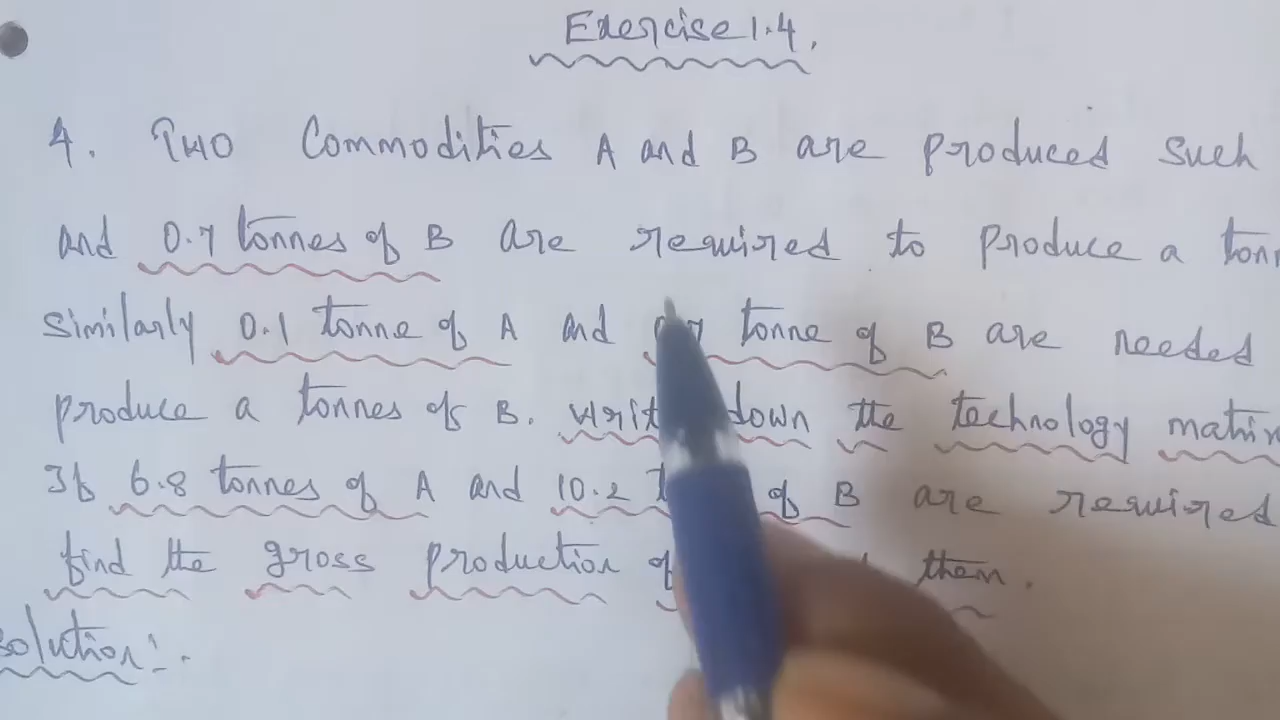 Exercise 1.4.
4. Two Commodities A and B are produced such
and 0.7 tonnes of B are required to produce a
similarly 0.1 tonne of A and tonne of B are needed
produce a tonnes of B. down the technology
If 6.8 tonnes of A and 10.2 of B are required
find the gross production them.
solution:-